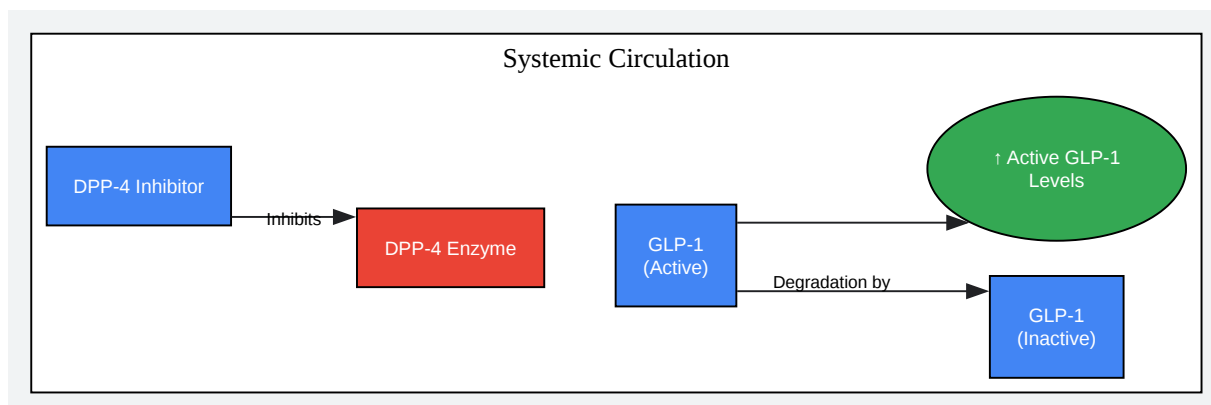 Systemic Circulation
DPP-4 Inhibitor
Inhibits
DPP-4 Enzyme
GLP-1
(Active)
↑ Active GLP-1
Levels
Degradation by
GLP-1
(Inactive)